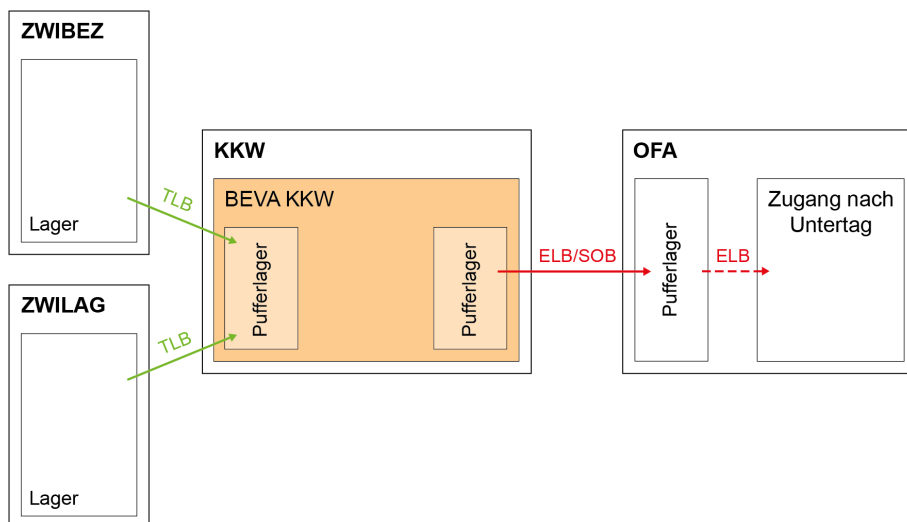 ZWIBEZ
Lager
TLB
ZWILAG
Lager
TLB
KKW
BEVA KKW
Pufferlager
Pufferlager
ELB/SOB
OFA
Pufferlager
ELB
Zugang nach
Untertag